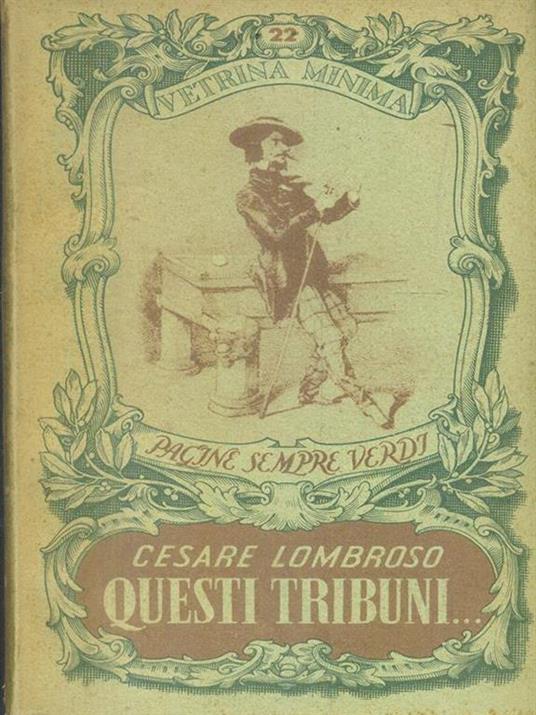 22
VETRINA MINIMA
PAGINE SEMPRE VERDI
CESARE LOMBROSO
QUESTI TRIBUNI...